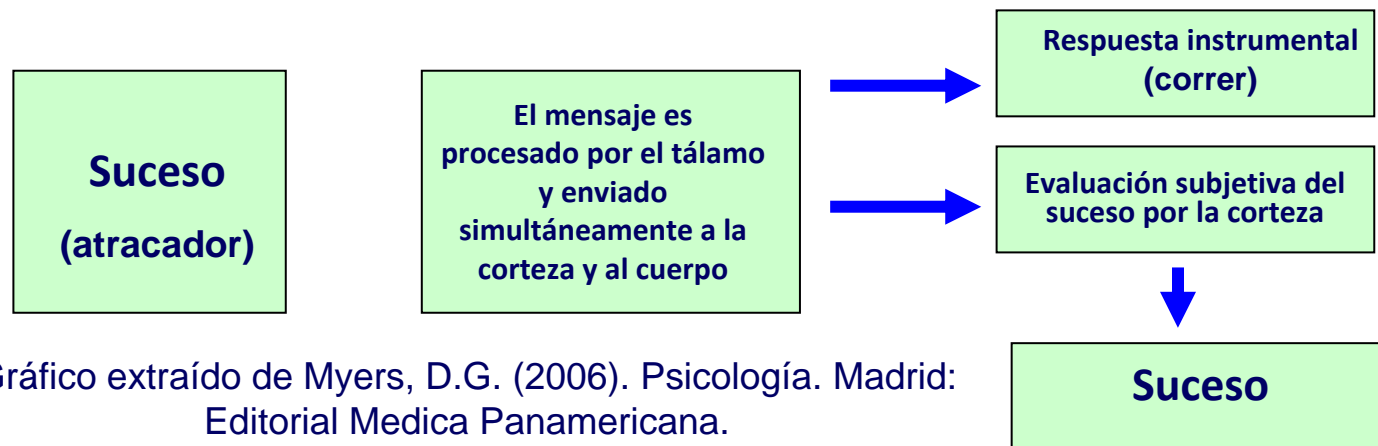 Suceso
(atracador)
El mensaje es
procesado por el tálamo
y enviado
simultáneamente a la
corteza y al cuerpo
Respuesta instrumental
(correr)
Evaluación subjetiva del
suceso por la corteza
Suceso
ráfico extraído de Myers, D.G. (2006). Psicología. Madrid:
Editorial Medica Panamericana.